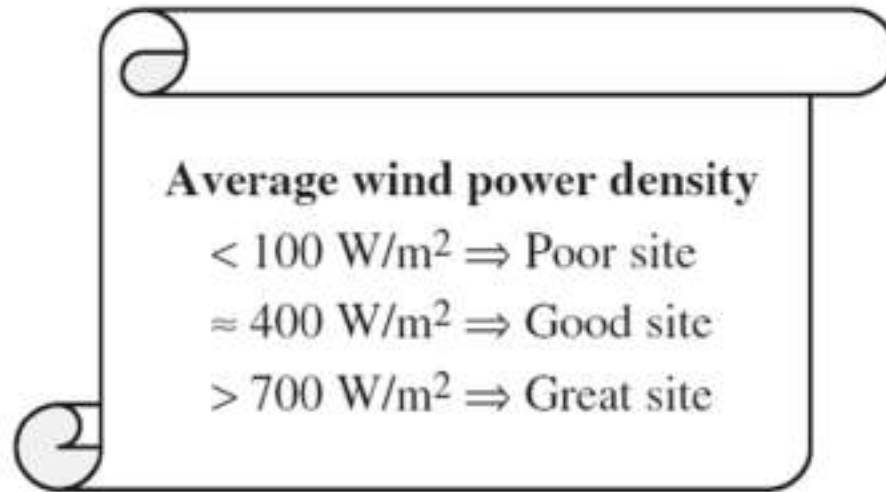 Average wind power density
< 100 W/m² ⇒ Poor site
≈ 400 W/m² ⇒ Good site
> 700 W/m² ⇒ Great site